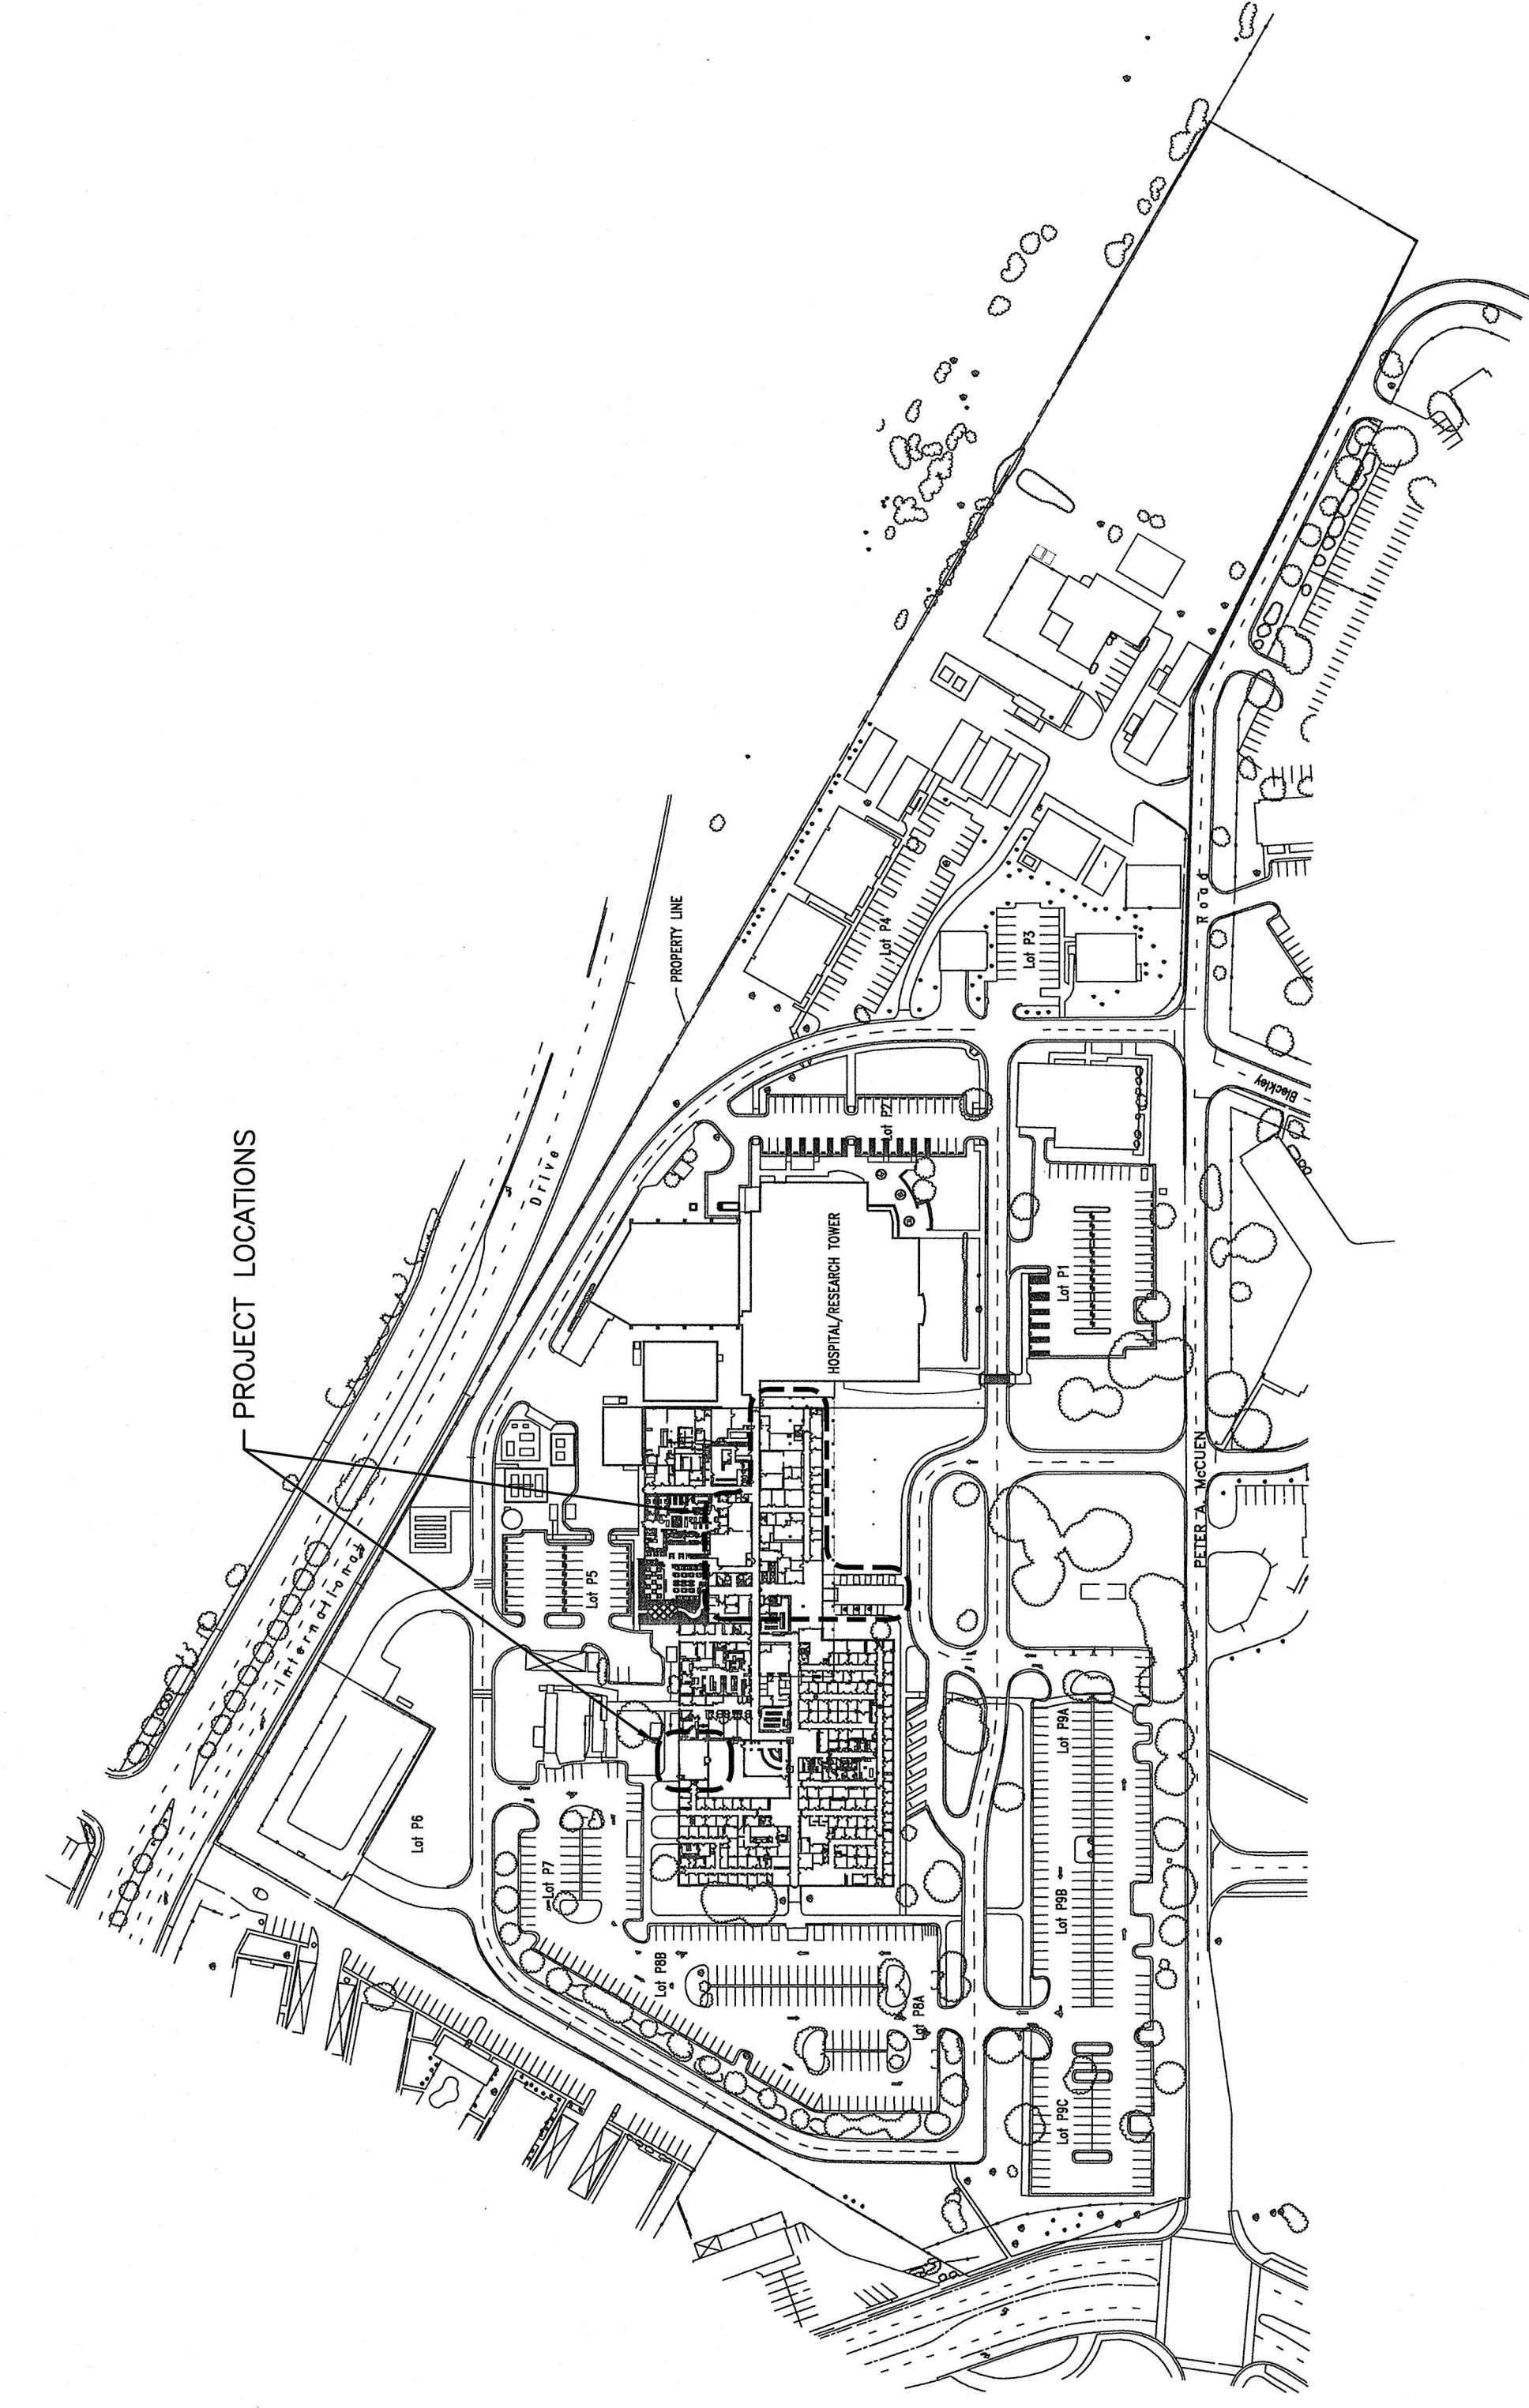 PROJECT LOCATIONS
PROPERTY LINE
International
Drive
HOSPITAL/RESEARCH TOWER
Lot P4
Lot P3
Lot P2
Lot P1
Lot P5
Lot P6
Lot P7
Lot P8B
Lot P8A
Lot P9A
Lot P9B
Lot P9C
PETER A. McCUEN
Road
Bleckley